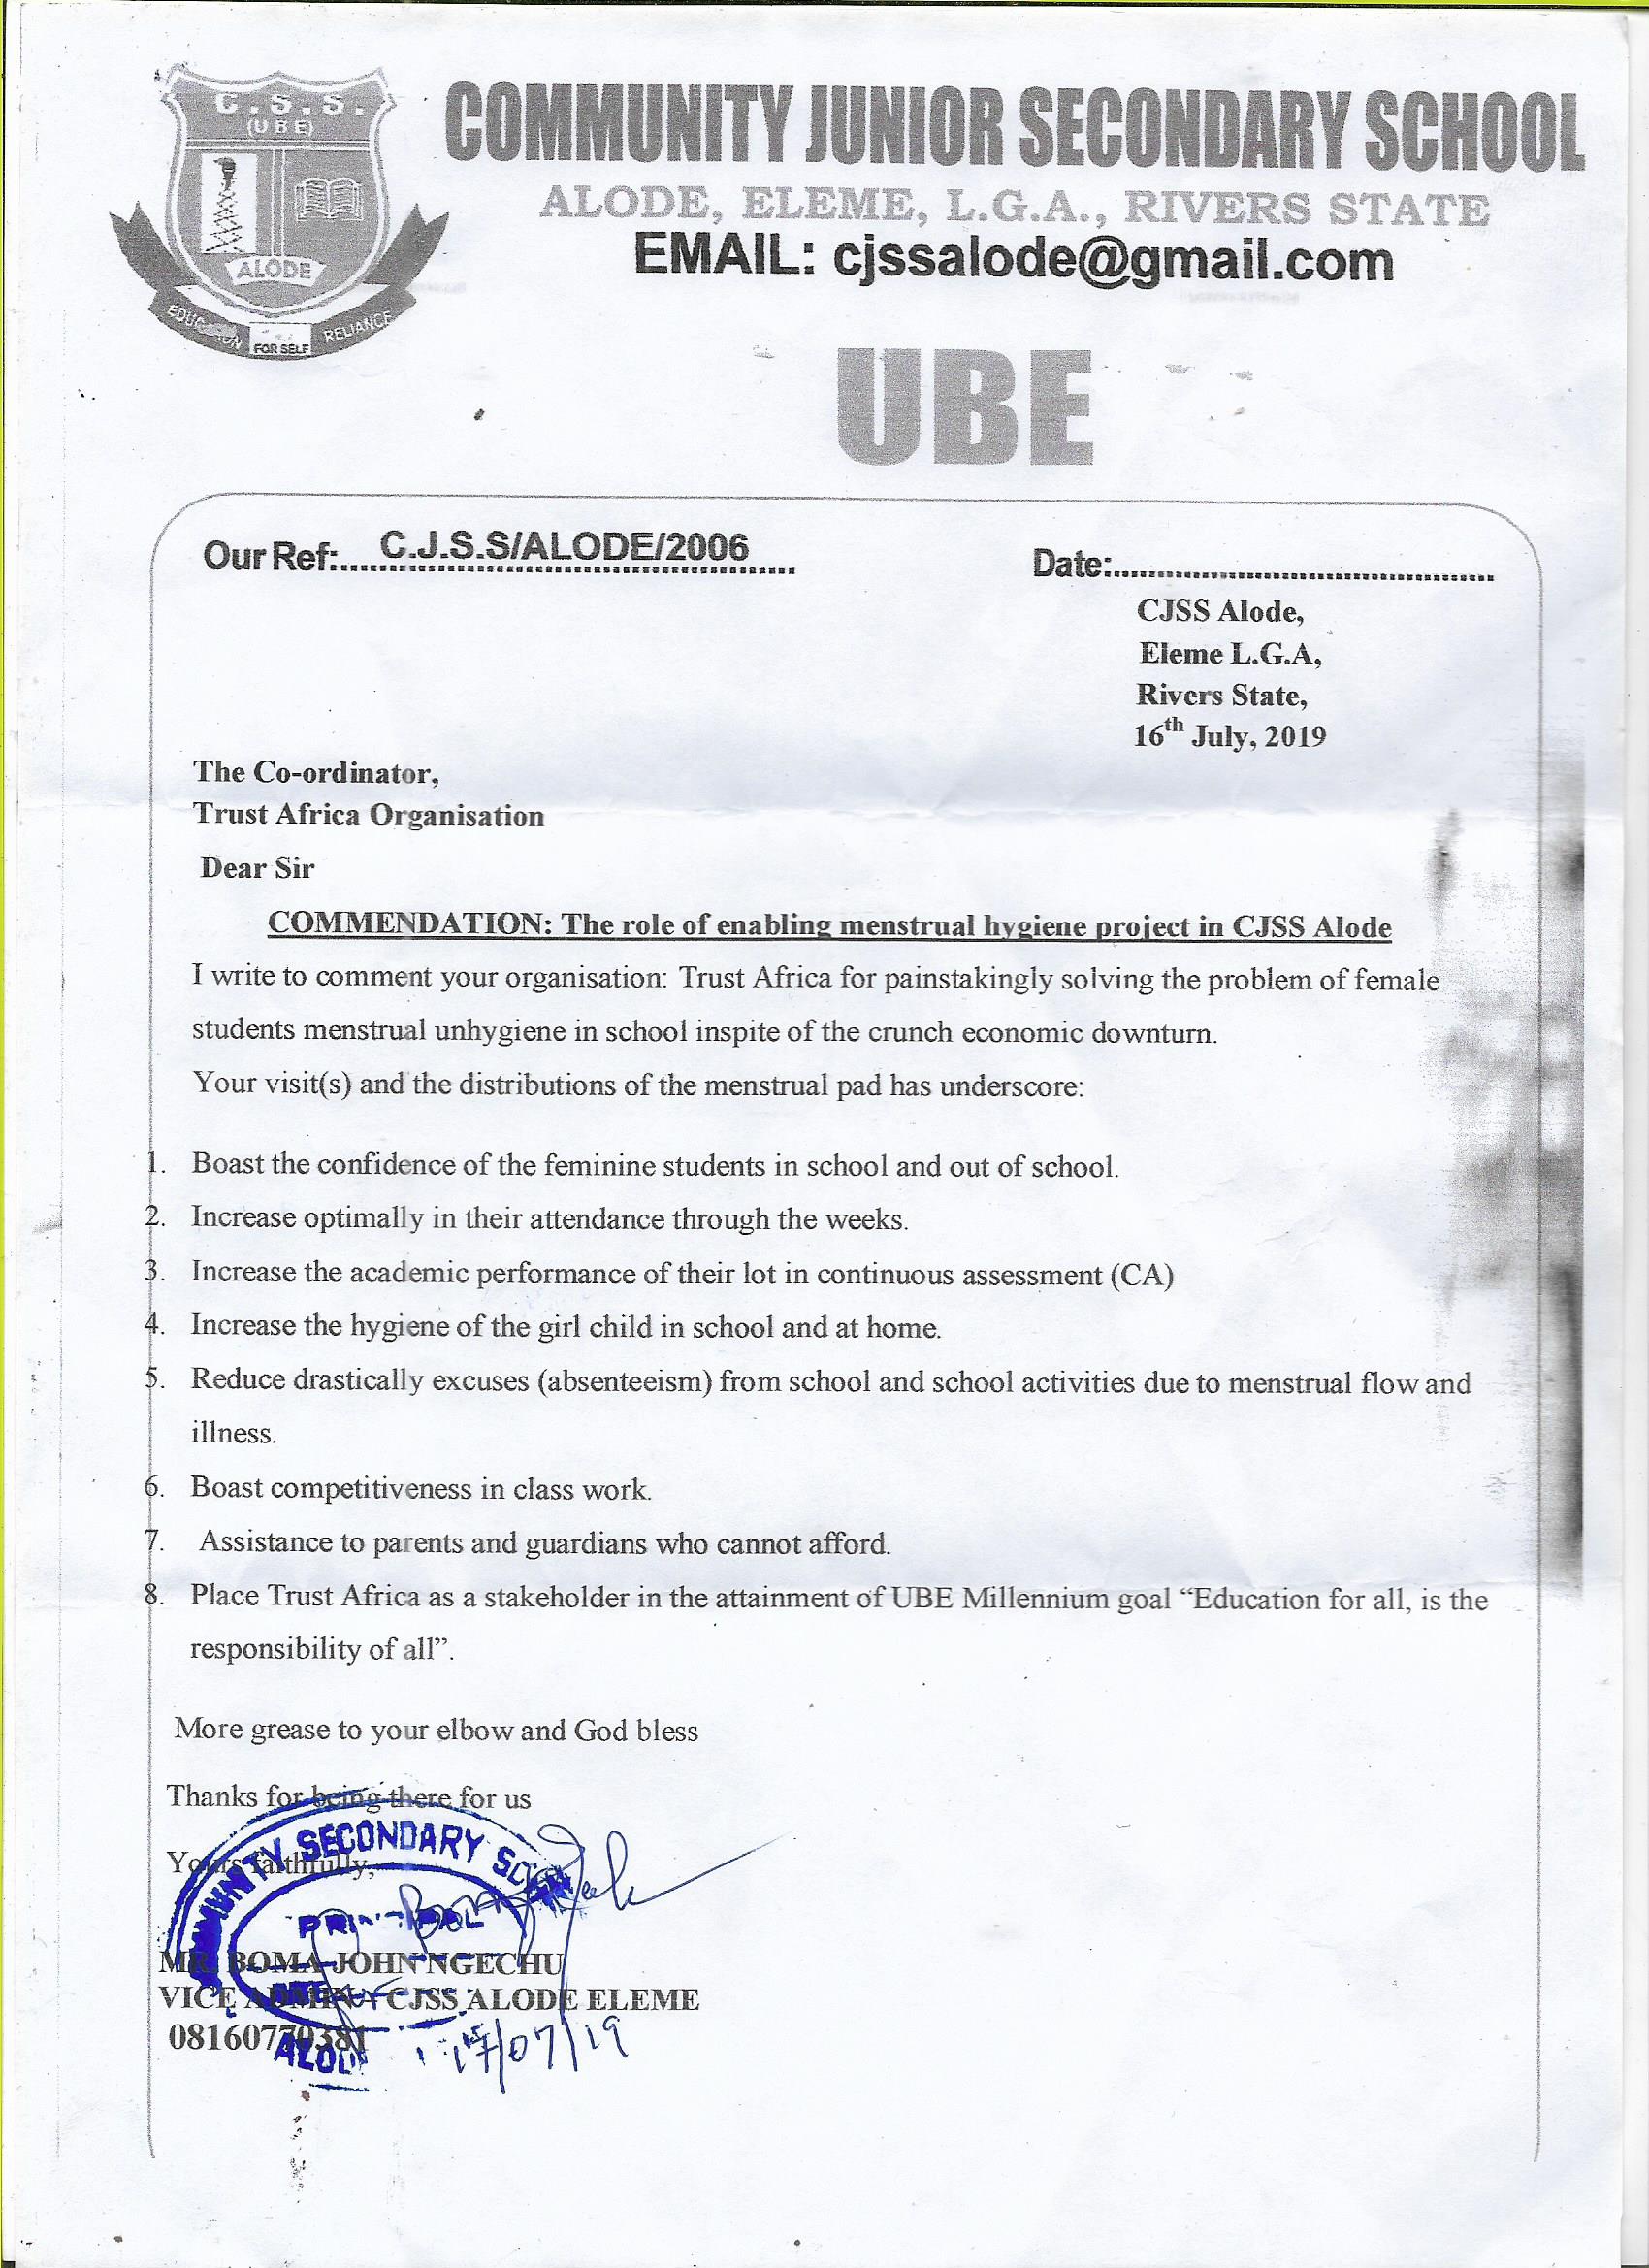 C.S.S.
(UBE)
ALODE
EDUCATION FOR SELF RELIANCE
COMMUNITY JUNIOR SECONDARY SCHOOL
ALODE, ELEME, L.G.A., RIVERS STATE
EMAIL: cjssalode@gmail.com
UBE
Our Ref:.... C.J.S.S/ALODE/2006
Date:....
CJSS Alode,
Eleme L.G.A,
Rivers State,
16th July, 2019
The Co-ordinator,
Trust Africa Organisation
Dear Sir
COMMENDATION: The role of enabling menstrual hygiene project in CJSS Alode
I write to comment your organisation: Trust Africa for painstakingly solving the problem of female
students menstrual unhygiene in school inspite of the crunch economic downturn.
Your visit(s) and the distributions of the menstrual pad has underscore:
1. Boast the confidence of the feminine students in school and out of school.
2. Increase optimally in their attendance through the weeks.
3. Increase the academic performance of their lot in continuous assessment (CA)
4. Increase the hygiene of the girl child in school and at home.
5. Reduce drastically excuses (absenteeism) from school and school activities due to menstrual flow and
illness.
6. Boast competitiveness in class work.
7. Assistance to parents and guardians who cannot afford.
8. Place Trust Africa as a stakeholder in the attainment of UBE Millennium goal “Education for all, is the
responsibility of all”.
More grease to your elbow and God bless
Thanks for being there for us
Yours faithfully,
SECONDARY
PRINCIPAL
MR. BOMA JOHN NGECHU
VICE ADMIN – CJSS ALODE ELEME
08160770381
ALODE
17/07/19